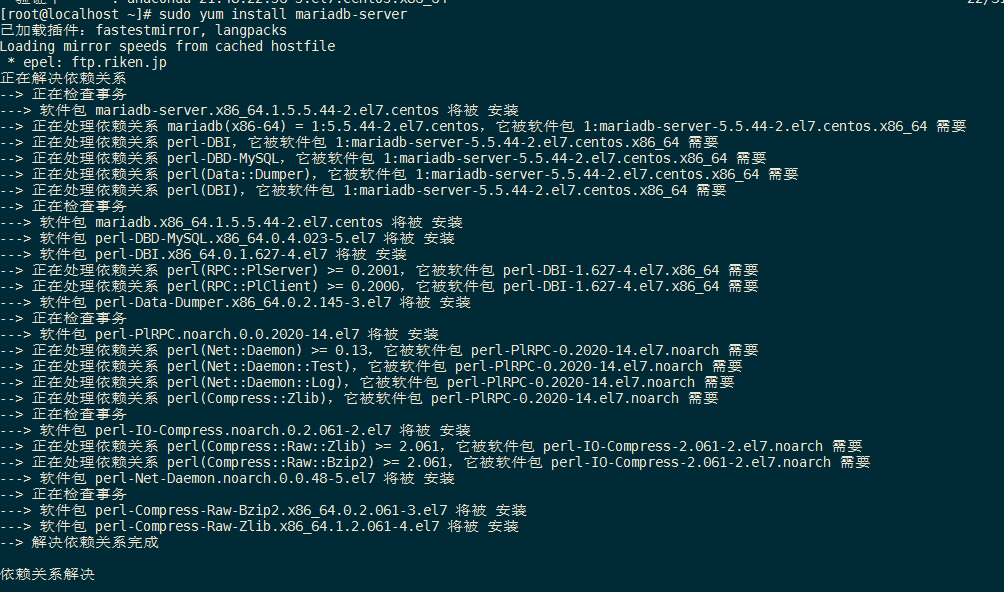 [root@localhost ~]# sudo yum install mariadb-server
已加载插件：fastestmirror, langpacks
Loading mirror speeds from cached hostfile
 * epel: ftp.riken.jp
正在解决依赖关系
--> 正在检查事务
---> 软件包 mariadb-server.x86_64.1.5.5.44-2.el7.centos 将被 安装
--> 正在处理依赖关系 mariadb(x86-64) = 1:5.5.44-2.el7.centos，它被软件包 1:mariadb-server-5.5.44-2.el7.centos.x86_64 需要
--> 正在处理依赖关系 perl-DBI，它被软件包 1:mariadb-server-5.5.44-2.el7.centos.x86_64 需要
--> 正在处理依赖关系 perl-DBD-MySQL，它被软件包 1:mariadb-server-5.5.44-2.el7.centos.x86_64 需要
--> 正在处理依赖关系 perl(Data::Dumper)，它被软件包 1:mariadb-server-5.5.44-2.el7.centos.x86_64 需要
--> 正在处理依赖关系 perl(DBI)，它被软件包 1:mariadb-server-5.5.44-2.el7.centos.x86_64 需要
--> 正在检查事务
---> 软件包 mariadb.x86_64.1.5.5.44-2.el7.centos 将被 安装
---> 软件包 perl-DBD-MySQL.x86_64.0.4.023-5.el7 将被 安装
---> 软件包 perl-DBI.x86_64.0.1.627-4.el7 将被 安装
--> 正在处理依赖关系 perl(RPC::PlServer) >= 0.2001，它被软件包 perl-DBI-1.627-4.el7.x86_64 需要
--> 正在处理依赖关系 perl(RPC::PlClient) >= 0.2000，它被软件包 perl-DBI-1.627-4.el7.x86_64 需要
---> 软件包 perl-Data-Dumper.x86_64.0.2.145-3.el7 将被 安装
--> 正在检查事务
---> 软件包 perl-PlRPC.noarch.0.0.2020-14.el7 将被 安装
--> 正在处理依赖关系 perl(Net::Daemon) >= 0.13，它被软件包 perl-PlRPC-0.2020-14.el7.noarch 需要
--> 正在处理依赖关系 perl(Net::Daemon::Test)，它被软件包 perl-PlRPC-0.2020-14.el7.noarch 需要
--> 正在处理依赖关系 perl(Net::Daemon::Log)，它被软件包 perl-PlRPC-0.2020-14.el7.noarch 需要
--> 正在处理依赖关系 perl(Compress::Zlib)，它被软件包 perl-PlRPC-0.2020-14.el7.noarch 需要
--> 正在检查事务
---> 软件包 perl-IO-Compress.noarch.0.2.061-2.el7 将被 安装
--> 正在处理依赖关系 perl(Compress::Raw::Zlib) >= 2.061，它被软件包 perl-IO-Compress-2.061-2.el7.noarch 需要
--> 正在处理依赖关系 perl(Compress::Raw::Bzip2) >= 2.061，它被软件包 perl-IO-Compress-2.061-2.el7.noarch 需要
---> 软件包 perl-Net-Daemon.noarch.0.0.48-5.el7 将被 安装
--> 正在检查事务
---> 软件包 perl-Compress-Raw-Bzip2.x86_64.0.2.061-3.el7 将被 安装
---> 软件包 perl-Compress-Raw-Zlib.x86_64.1.2.061-4.el7 将被 安装
--> 解决依赖关系完成
依赖关系解决